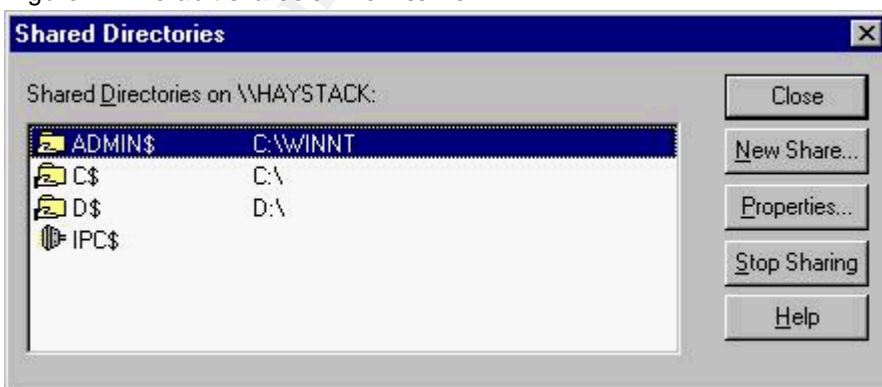 Shared Directories
Shared Directories on \\HAYSTACK:
ADMIN$ C:\WINNT
C$ C:\
D$ D:\
IPC$
Close
New Share...
Properties...
Stop Sharing
Help